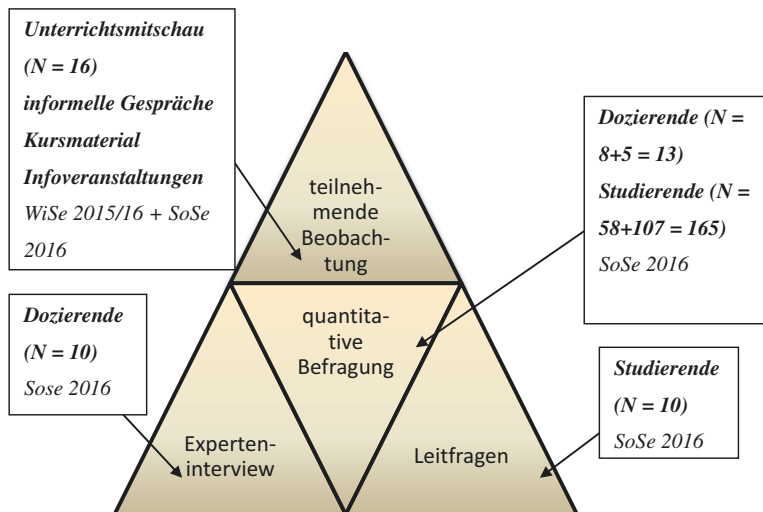 Unterrichtsmitschau
(N = 16)
informelle Gespräche
Kursmaterial
Infoveranstaltungen
WiSe 2015/16 + SoSe
2016
Dozierende (N =
8+5 = 13)
Studierende (N =
58+107 = 165)
SoSe 2016
teilneh-
mende
Beobach-
tung
Dozierende
(N = 10)
Sose 2016
quantita-
tive
Befragung
Studierende
(N = 10)
SoSe 2016
Experten-
interview
Leitfragen